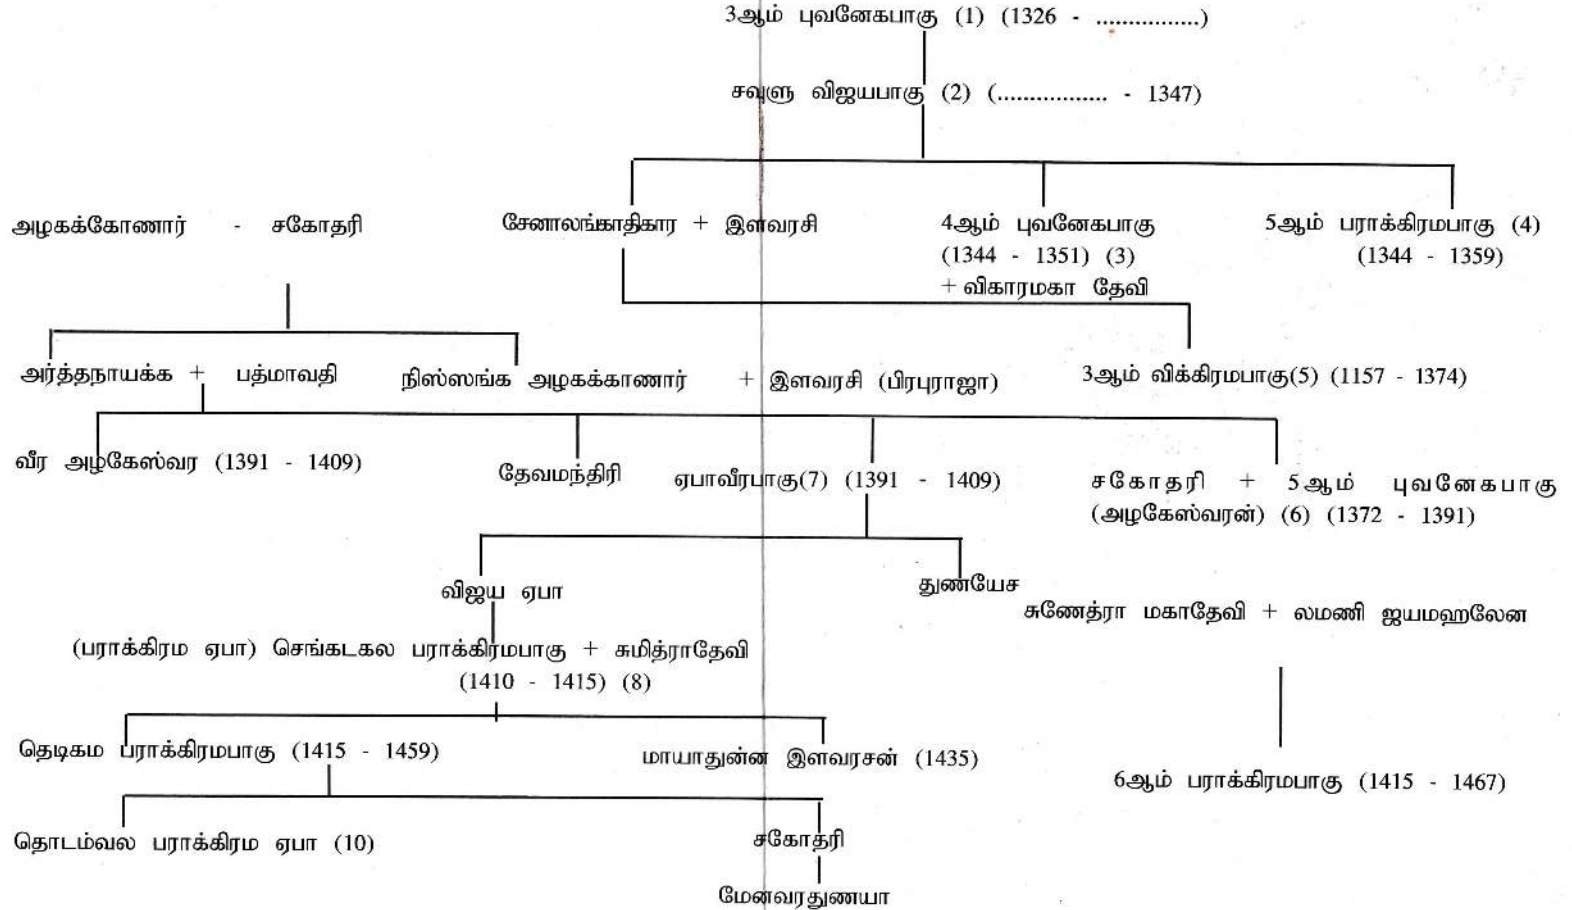 3ஆம் புவனேகபாகு (1) (1326 - ................)
சவுளு விஜயபாகு (2) (................. - 1347)
அழகக்கோணார் - சகோதரி
சேனாலங்காதிகார + இளவரசி
4ஆம் புவனேகபாகு
(1344 - 1351) (3)
+ விகாரமகா தேவி
5ஆம் பராக்கிரமபாகு (4)
(1344 - 1359)
அர்த்தநாயக்க + பத்மாவதி
நிஸ்ஸங்க அழகக்காணார் + இளவரசி (பிரபுராஜா)
3ஆம் விக்கிரமபாகு(5) (1157 - 1374)
வீர அழகேஸ்வர (1391 - 1409)
தேவமந்திரி
ஏபாவீரபாகு(7) (1391 - 1409)
சகோதரி + 5ஆம் புவனேகபாகு
(அழகேஸ்வரன்) (6) (1372 - 1391)
விஜய ஏபா
துணயேச
சுணேத்ரா மகாதேவி + லமணி ஜயமஹலேன
(பராக்கிரம ஏபா) செங்கடகல பராக்கிரமபாகு + சுமித்ராதேவி
(1410 - 1415) (8)
தெடிகம பராக்கிரமபாகு (1415 - 1459)
மாயாதுன்ன இளவரசன் (1435)
6ஆம் பராக்கிரமபாகு (1415 - 1467)
தொடம்வல பராக்கிரம ஏபா (10)
சகோதரி
மேனவரதுணயா